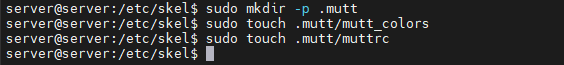 server@server:/etc/skel$ sudo mkdir -p .mutt
server@server:/etc/skel$ sudo touch .mutt/mutt_colors
server@server:/etc/skel$ sudo touch .mutt/muttrc
server@server:/etc/skel$